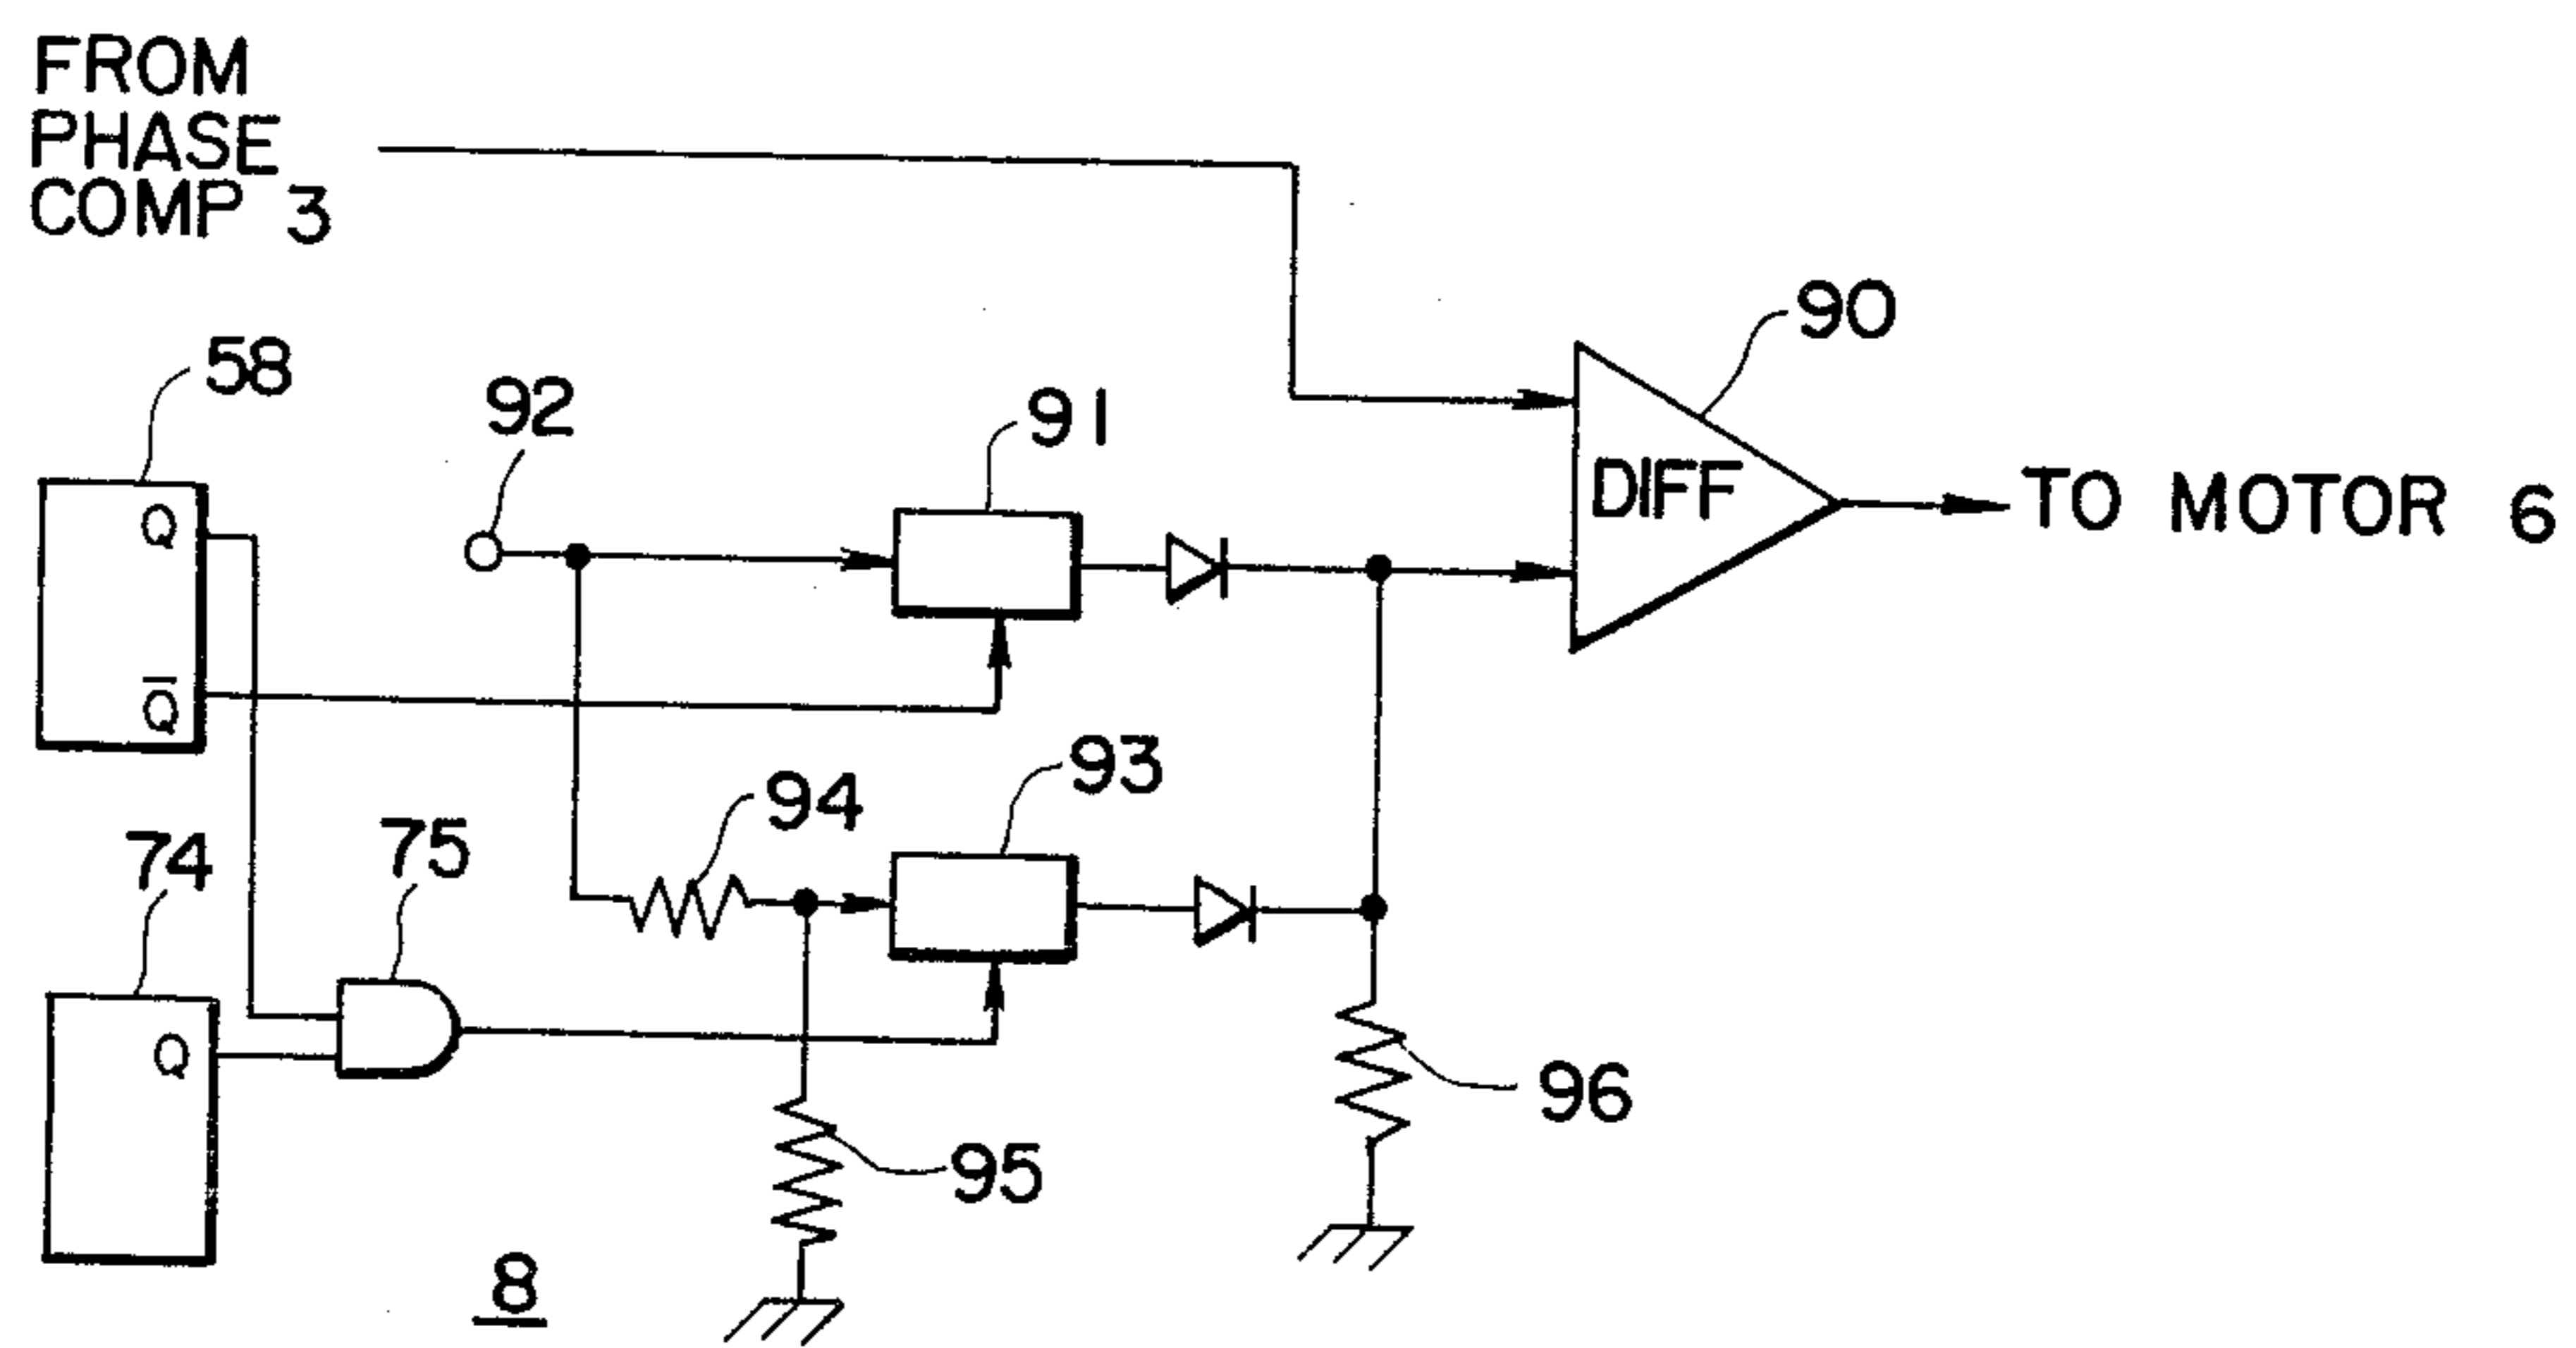 FROM
PHASE
COMP 3
90
58
92
91
Q
DIFF
TO MOTOR 6
Q̅
93
94
74
75
Q
96
95
8